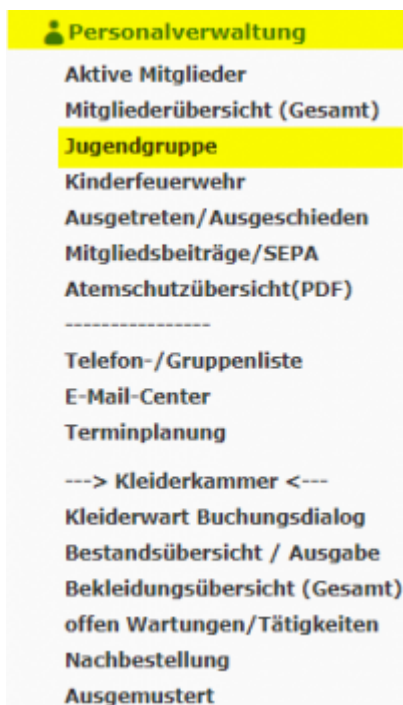 Personalverwaltung
Aktive Mitglieder
Mitgliederübersicht (Gesamt)
Jugendgruppe
Kinderfeuerwehr
Ausgetreten/Ausgeschieden
Mitgliedsbeiträge/SEPA
Atemschutzübersicht(PDF)
-----------------
Telefon-/Gruppenliste
E-Mail-Center
Terminplanung
---> Kleiderkammer <---
Kleiderwart Buchungsdialog
Bestandsübersicht / Ausgabe
Bekleidungsübersicht (Gesamt)
offen Wartungen/Tätigkeiten
Nachbestellung
Ausgemustert